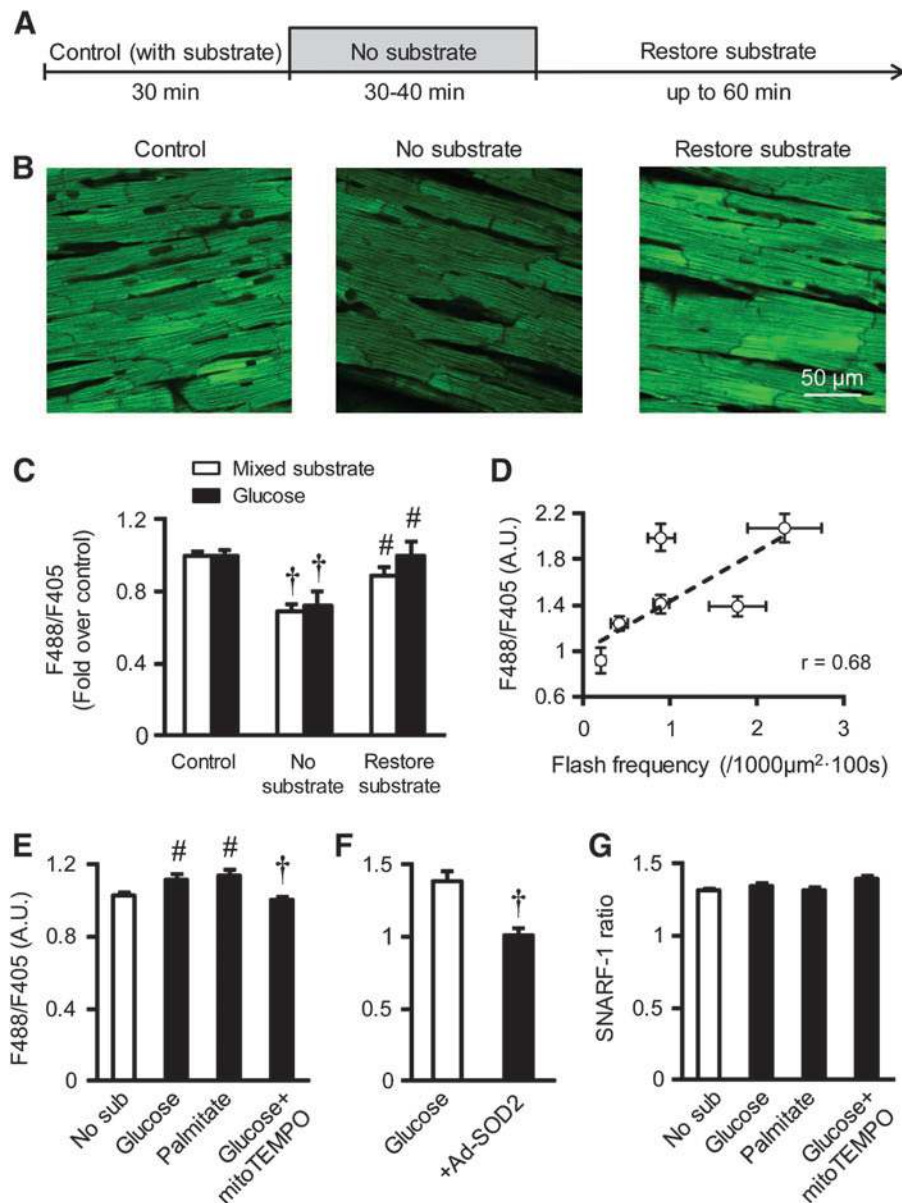 A
Control (with substrate)
No substrate
Restore substrate
30 min
30-40 min
up to 60 min
B
Control
No substrate
Restore substrate
50 µm
C
Mixed substrate
Glucose
F488/F405
(Fold over control)
1.2
0.8
0.4
0
†
†
#
#
Control
No
substrate
Restore
substrate
D
F488/F405 (A.U.)
2.2
1.8
1.4
1
0.6
r = 0.68
0
1
2
3
Flash frequency (/1000µm²·100s)
E
F488/F405 (A.U.)
1.2
0.8
0.4
0
#
#
†
No sub
Glucose
Palmitate
Glucose+
mitoTEMPO
F
1.5
1
0.5
0
†
Glucose
+Ad-SOD2
G
SNARF-1 ratio
1.5
1
0.5
0
No sub
Glucose
Palmitate
Glucose+
mitoTEMPO